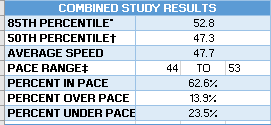 COMBINED STUDY RESULTS
85TH PERCENTILE* 52.8
50TH PERCENTILE† 47.3
AVERAGE SPEED 47.7
PACE RANGE‡ 44 TO 53
PERCENT IN PACE 62.6%
PERCENT OVER PACE 13.9%
PERCENT UNDER PACE 23.5%